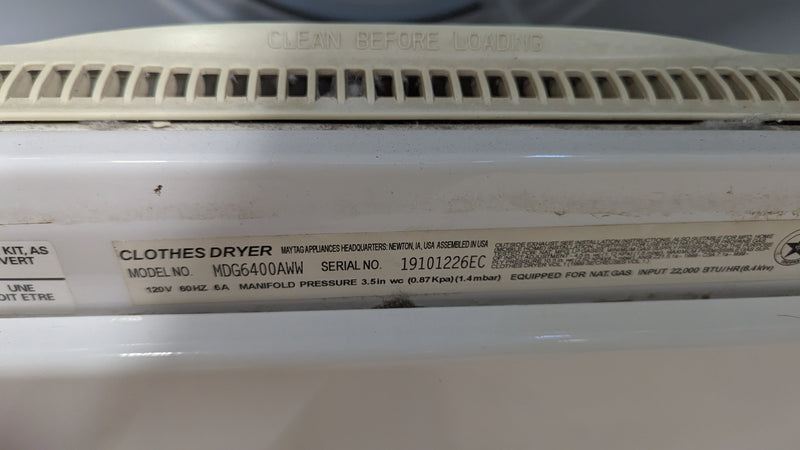 CLEAN BEFORE LOADING
KIT, AS
VERT
UNE
OIT ETRE
CLOTHES DRYER MAYTAG APPLIANCES HEADQUARTERS: NEWTON, IA, USA ASSEMBLED IN USA
MODEL NO. MDG6400AWW SERIAL NO. 19101226EC
120V 60HZ 6A MANIFOLD PRESSURE 3.5in wc (0.87Kpa)(1.4mbar) EQUIPPED FOR NAT. GAS. INPUT 22,000 BTU/HR(6.4kW)